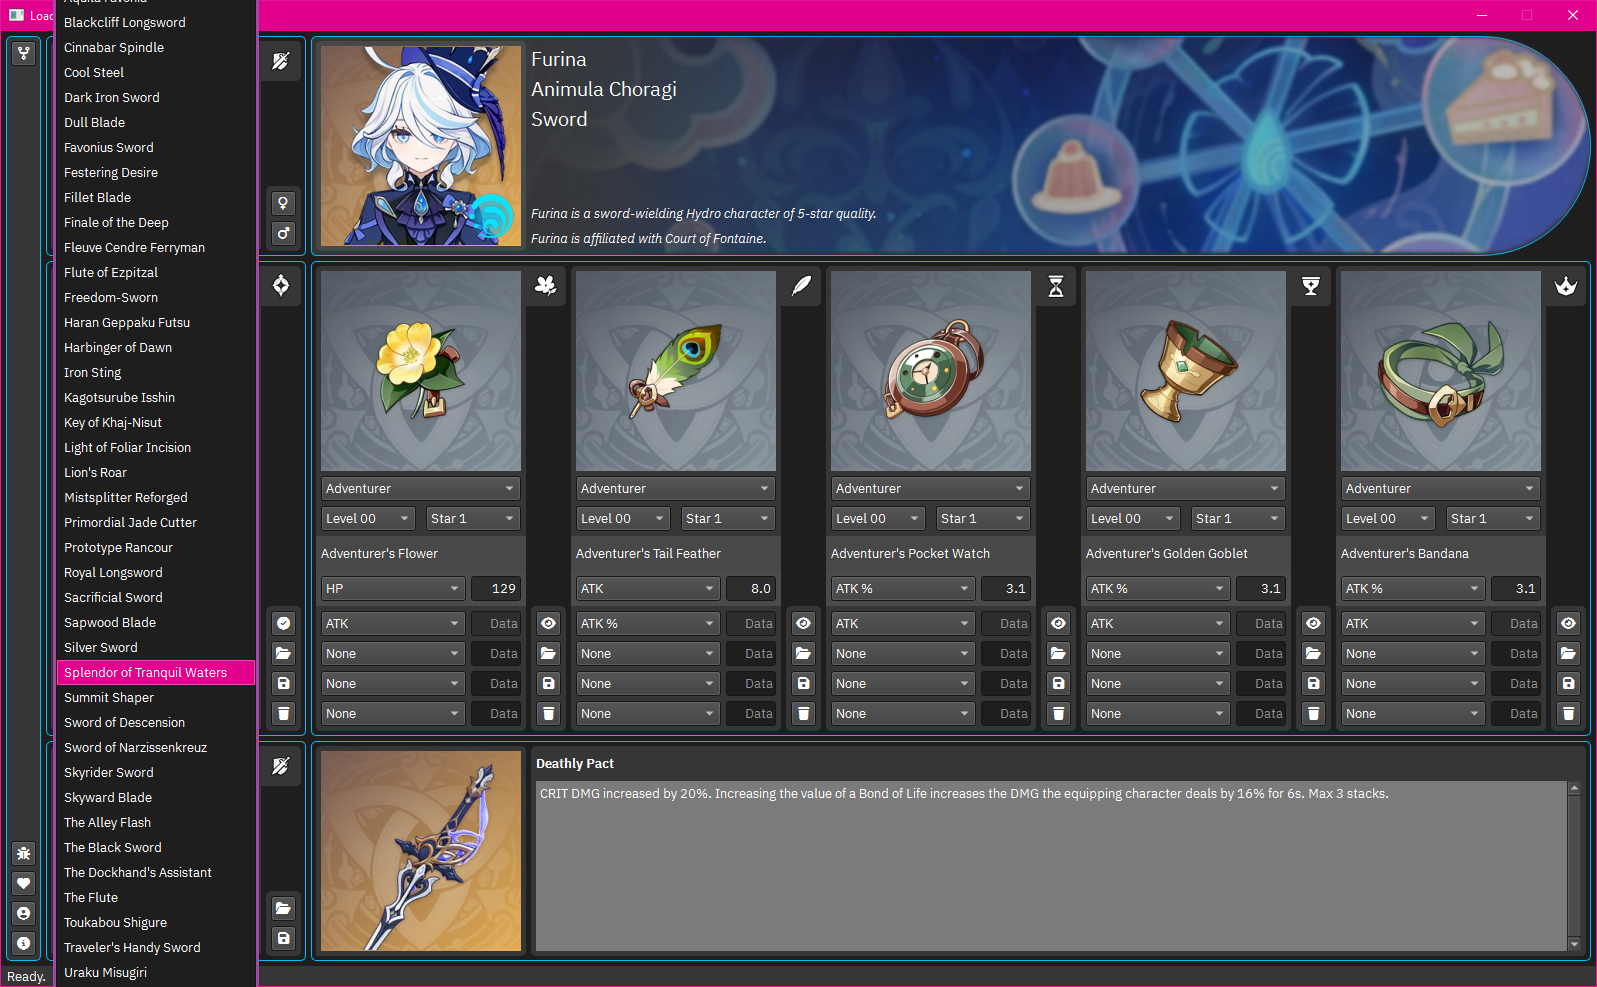 Load
Aquila Favonia
Blackcliff Longsword
Cinnabar Spindle
Cool Steel
Dark Iron Sword
Dull Blade
Favonius Sword
Festering Desire
Fillet Blade
Finale of the Deep
Fleuve Cendre Ferryman
Flute of Ezpitzal
Freedom-Sworn
Haran Geppaku Futsu
Harbinger of Dawn
Iron Sting
Kagotsurube Isshin
Key of Khaj-Nisut
Light of Foliar Incision
Lion's Roar
Mistsplitter Reforged
Primordial Jade Cutter
Prototype Rancour
Royal Longsword
Sacrificial Sword
Sapwood Blade
Silver Sword
Splendor of Tranquil Waters
Summit Shaper
Sword of Descension
Sword of Narzissenkreuz
Skyrider Sword
Skyward Blade
The Alley Flash
The Black Sword
The Dockhand's Assistant
The Flute
Toukabou Shigure
Traveler's Handy Sword
Uraku Misugiri
Ready.
Furina
Animula Choragi
Sword
Furina is a sword-wielding Hydro character of 5-star quality.
Furina is affiliated with Court of Fontaine.
Adventurer
Level 00 Star 1
Adventurer's Flower
HP 129
ATK Data
None Data
None Data
None Data
Adventurer
Level 00 Star 1
Adventurer's Tail Feather
ATK 8.0
ATK % Data
None Data
None Data
None Data
Adventurer
Level 00 Star 1
Adventurer's Pocket Watch
ATK % 3.1
ATK Data
None Data
None Data
None Data
Adventurer
Level 00 Star 1
Adventurer's Golden Goblet
ATK % 3.1
ATK Data
None Data
None Data
None Data
Adventurer
Level 00 Star 1
Adventurer's Bandana
ATK % 3.1
ATK Data
None Data
None Data
None Data
Deathly Pact
CRIT DMG increased by 20%. Increasing the value of a Bond of Life increases the DMG the equipping character deals by 16% for 6s. Max 3 stacks.